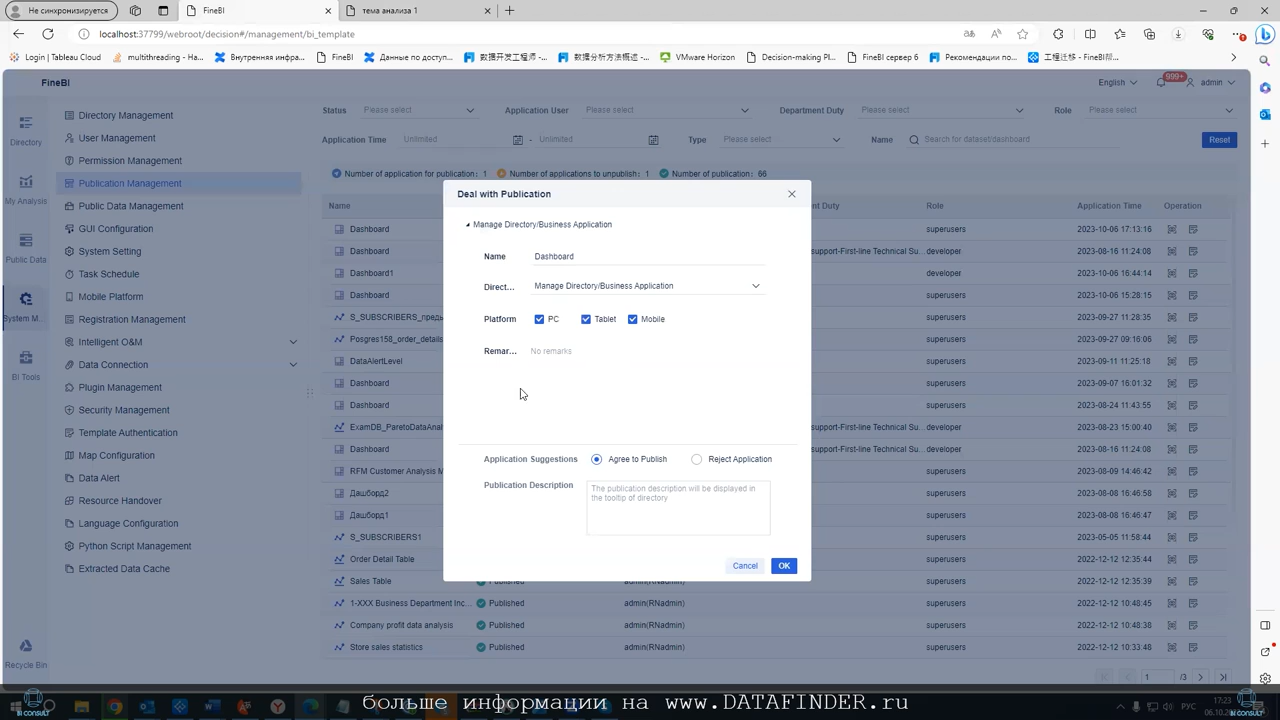 Не синхронизируется
FineBI
тема анализа 1
localhost:37799/webroot/decision#/management/bi_template
Login | Tableau Cloud
multithreading - Ha...
Внутренняя инфра...
Данные по доступ...
数据开发工程师 -...
数据分析方法概述 -...
VMware Horizon
Decision-making Pl...
FineBI сервер 6
Рекомендации по...
工程迁移 - FineBI帮...
FineBI
English
999+
admin
Directory
My Analysis
Public Data
System M...
BI Tools
Recycle Bin
Directory Management
User Management
Permission Management
Publication Management
Public Data Management
GUI Configuration
System Setting
Task Schedule
Mobile Platform
Registration Management
Intelligent O&M
Data Connection
Plugin Management
Security Management
Template Authentication
Map Configuration
Data Alert
Resource Handover
Language Configuration
Python Script Management
Extracted Data Cache
Status Please select Application User Please select Department Duty Please select Role Please select
Application Time Unlimited - Unlimited Type Please select Name Search for dataset/dashboard Reset
Number of application for publication: 1 Number of applications to unpublish: 1 Number of publication: 66
Name Duty Role Application Time Operation
Dashboard superusers 2023-10-06 17:13:16
Dashboard support-First-line Technical Su... developer 2023-08-16 11:24:08
Dashboard1 developer 2023-10-06 16:44:14
Dashboard superusers 2023-10-06 15:28:15
S_SUBSCRIBERS_предь superusers
Posgres158_order_details superusers 2023-09-27 09:16:06
DataAlertLevel superusers 2023-09-11 11:25:18
Dashboard superusers 2023-09-07 16:01:32
Dashboard superusers 2023-08-24 11:43:55
ExamDB_ParetoDataAnal support-First-line Technical Su... developer 2023-08-23 15:00:40
Dashboard support-First-line Technical Su... developer 2023-08-16 11:24:08
RFM Customer Analysis M superusers 2023-08-09 14:46:42
Дашборд2 superusers 2023-08-08 16:46:58
Дашборд1 superusers 2023-08-08 16:46:47
S_SUBSCRIBERS1 superusers 2023-05-05 11:58:44
Order Detail Table superusers 2022-12-12 12:35:44
Sales Table Published admin(RNadmin) superusers 2022-12-12 12:35:39
1-XXX Business Department Inc... Published admin(RNadmin) superusers 2022-12-12 10:48:45
Company profit data analysis Published admin(RNadmin) superusers 2022-12-12 10:48:38
Store sales statistics Published admin(RNadmin) superusers 2022-12-12 10:33:48
1 /3
Deal with Publication
Manage Directory/Business Application
Name Dashboard
Direct... Manage Directory/Business Application
Platform PC Tablet Mobile
Remar... No remarks
Application Suggestions Agree to Publish Reject Application
Publication Description The publication description will be displayed in
the tooltip of directory
Cancel OK
больше информации на www.DATAFINDER.ru
BI CONSULT
РУС
17:23
06.10.20
BI CONSULT